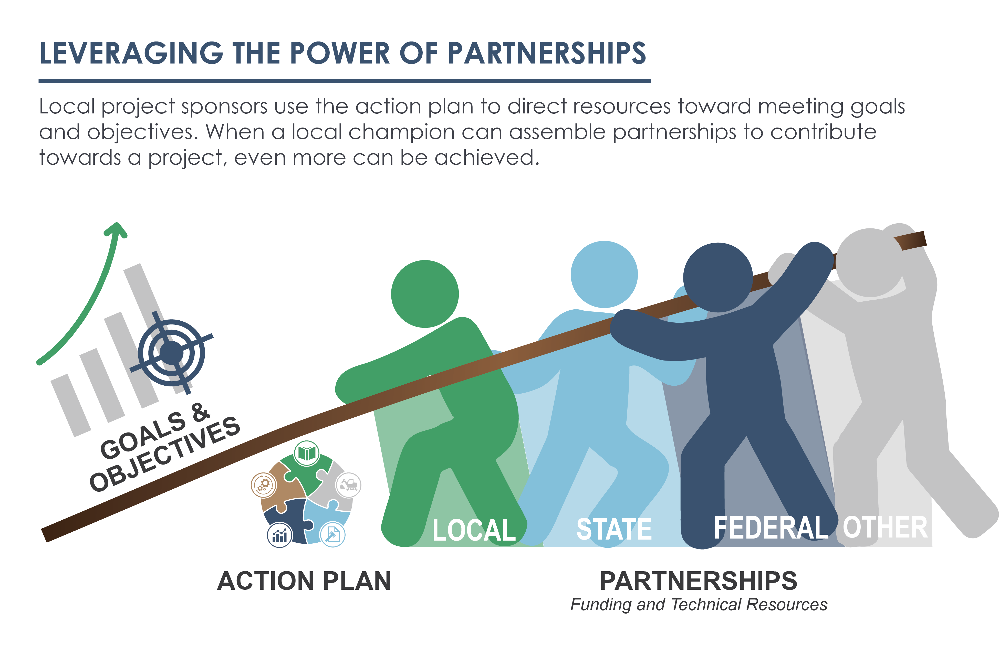 LEVERAGING THE POWER OF PARTNERSHIPS
Local project sponsors use the action plan to direct resources toward meeting goals
and objectives. When a local champion can assemble partnerships to contribute
towards a project, even more can be achieved.
GOALS &
OBJECTIVES
LOCAL
STATE
FEDERAL
OTHER
ACTION PLAN
PARTNERSHIPS
Funding and Technical Resources